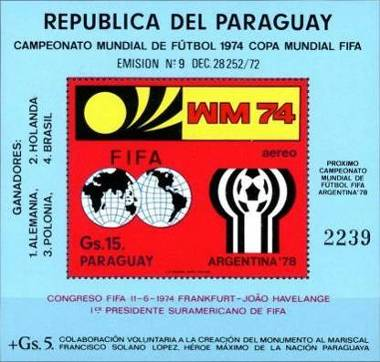 REPUBLICA DEL PARAGUAY
CAMPEONATO MUNDIAL DE FÚTBOL 1974 COPA MUNDIAL FIFA
EMISION Nº 9 DEC. 28252/72
GANADORES:
1. ALEMANIA, 2. HOLANDA
3. POLONIA, 4. BRASIL
WM 74
FIFA
aereo
Gs.15.
PARAGUAY
ARGENTINA '78
PROXIMO
CAMPEONATO
MUNDIAL DE
FÚTBOL FIFA
ARGENTINA'78
2239
CONGRESO FIFA 11-6-1974 FRANKFURT-JOÃO HAVELANGE
1er PRESIDENTE SURAMERICANO DE FIFA
+Gs. 5.
COLABORACIÓN VOLUNTARIA A LA CREACIÓN DEL MONUMENTO AL MARISCAL
FRANCISCO SOLANO LOPEZ, HÉROE MÁXIMO DE LA NACIÓN PARAGUAYA